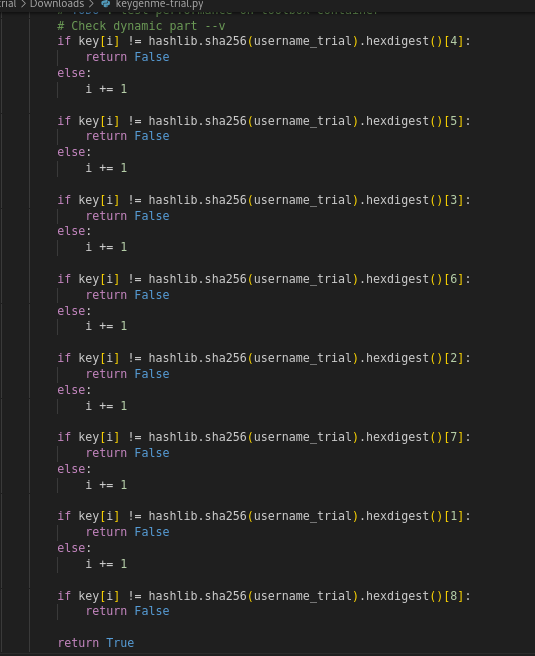 trial > Downloads > keygenme-trial.py
# Check dynamic part --v
if key[i] != hashlib.sha256(username_trial).hexdigest()[4]:
return False
else:
i += 1
if key[i] != hashlib.sha256(username_trial).hexdigest()[5]:
return False
else:
i += 1
if key[i] != hashlib.sha256(username_trial).hexdigest()[3]:
return False
else:
i += 1
if key[i] != hashlib.sha256(username_trial).hexdigest()[6]:
return False
else:
i += 1
if key[i] != hashlib.sha256(username_trial).hexdigest()[2]:
return False
else:
i += 1
if key[i] != hashlib.sha256(username_trial).hexdigest()[7]:
return False
else:
i += 1
if key[i] != hashlib.sha256(username_trial).hexdigest()[1]:
return False
else:
i += 1
if key[i] != hashlib.sha256(username_trial).hexdigest()[8]:
return False
return True